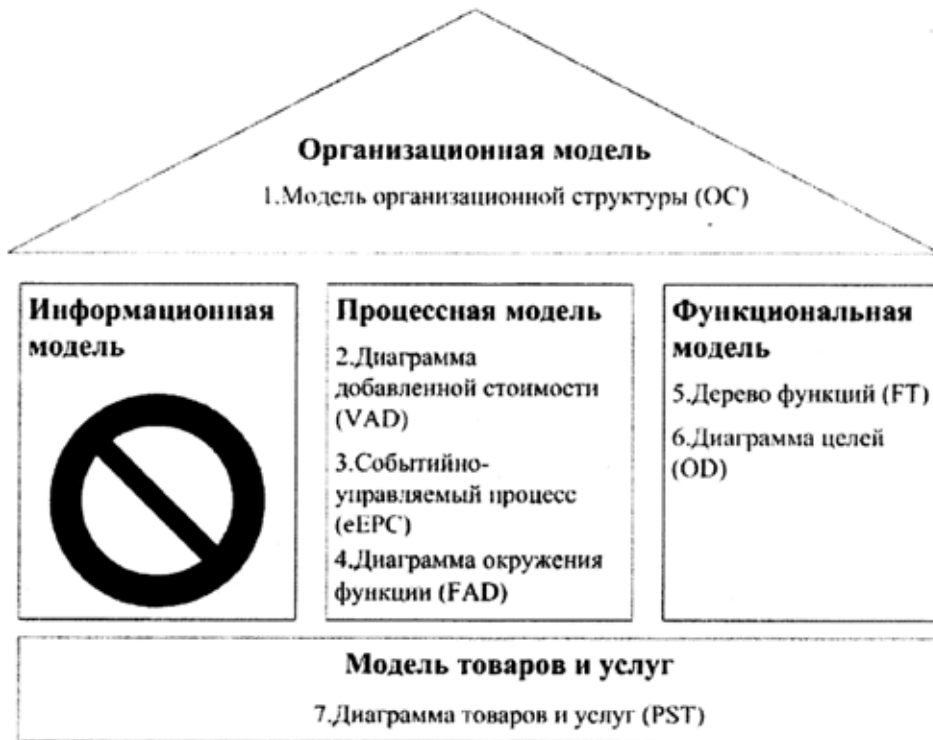 Организационная модель
1.Модель организационной структуры (ОС)
Информационная
модель
Процессная модель
2.Диаграмма
добавленной стоимости
(VAD)
3.Событийно-
управляемый процесс
(eEPC)
4.Диаграмма окружения
функции (FAD)
Функциональная
модель
5.Дерево функций (FT)
6.Диаграмма целей
(OD)
Модель товаров и услуг
7.Диаграмма товаров и услуг (PST)